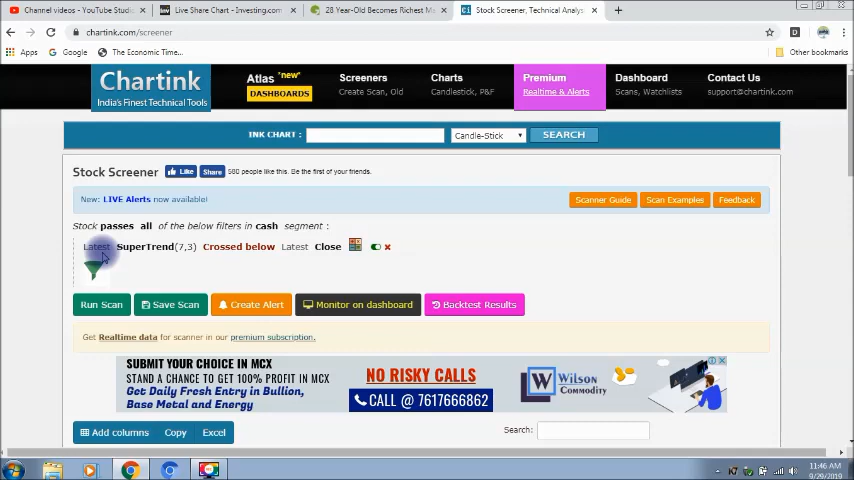 Channel videos - YouTube Studio
Live Share Chart - Investing.com
28 Year-Old Becomes Richest M
Stock Screener, Technical Analys
chartink.com/screener
Apps
Google
The Economic Time...
Other bookmarks
Chartink
India's Finest Technical Tools
Atlas "new"
DASHBOARDS
Screeners
Create Scan, Old
Charts
Candlestick, P&F
Premium
Realtime & Alerts
Dashboard
Scans, Watchlists
Contact Us
support@chartink.com
INK CHART :
Candle-Stick
SEARCH
Stock Screener
Like
Share
580 people like this. Be the first of your friends.
New: LIVE Alerts now available!
Scanner Guide
Scan Examples
Feedback
Stock passes all of the below filters in cash segment :
Latest SuperTrend(7,3) Crossed below Latest Close
Run Scan
Save Scan
Create Alert
Monitor on dashboard
Backtest Results
Get Realtime data for scanner in our premium subscription.
SUBMIT YOUR CHOICE IN MCX
STAND A CHANCE TO GET 100% PROFIT IN MCX
Get Daily Fresh Entry in Bullion,
Base Metal and Energy
NO RISKY CALLS
CALL @ 7617666862
WILSON
COMMODITY
Add columns
Copy
Excel
Search:
11:46 AM
9/29/2019